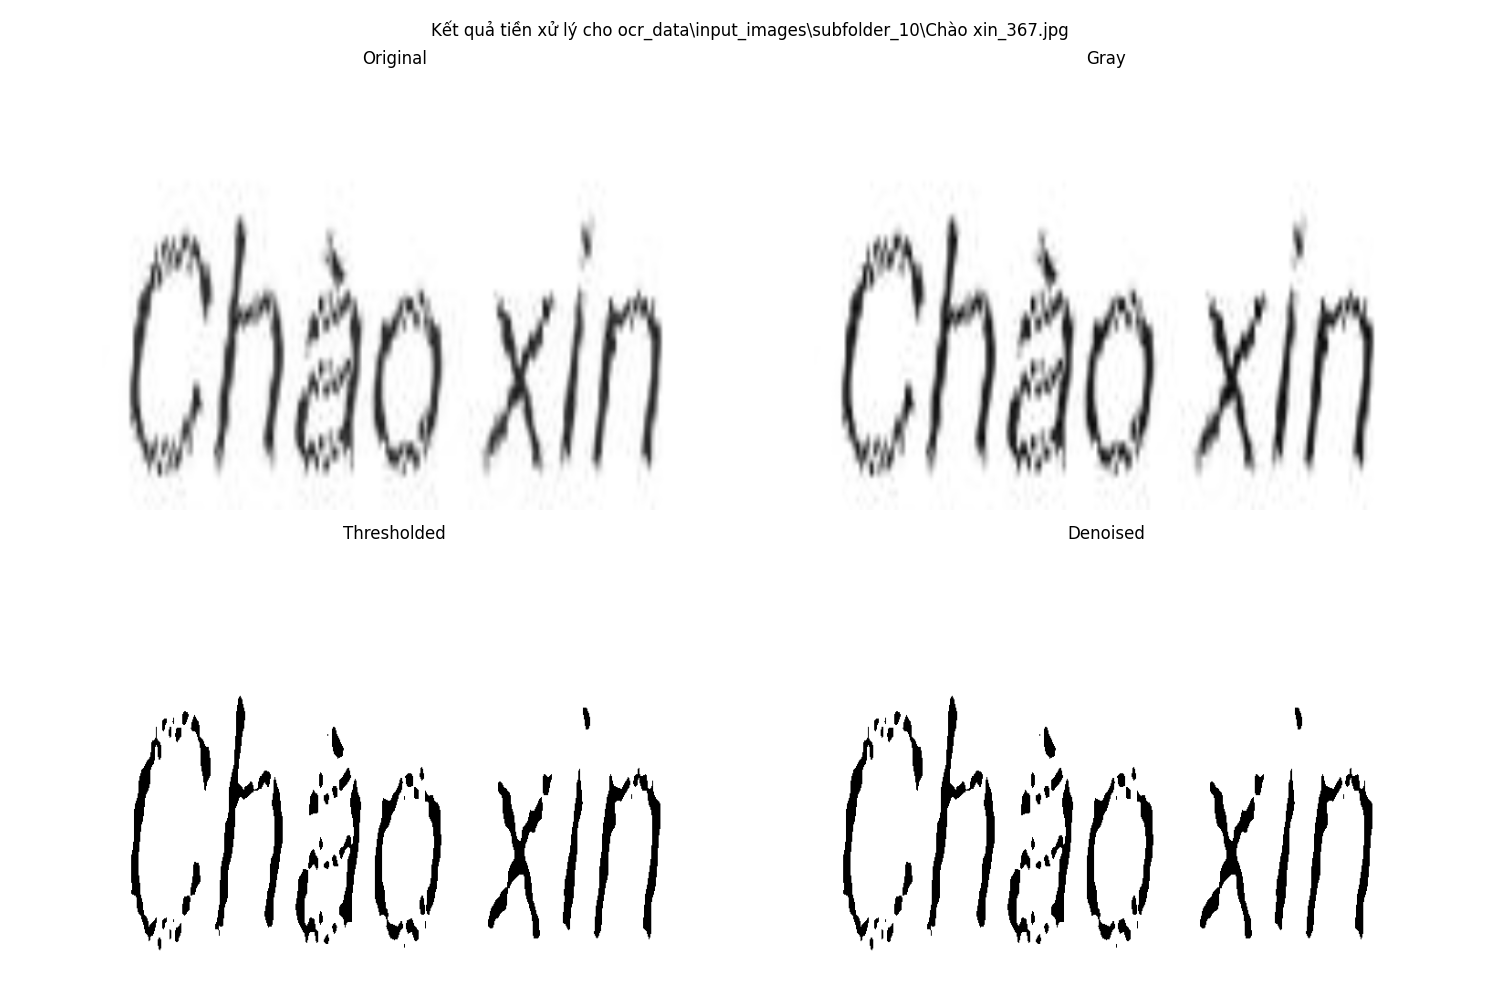 Kết quả tiền xử lý cho ocr_data\input_images\subfolder_10\Chào xin_367.jpg
Original
Gray
Chào xin
Chào xin
Thresholded
Denoised
Chào xin
Chào xin